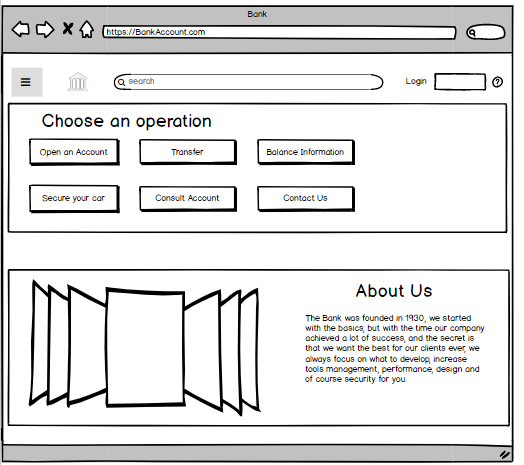 Bank
https://BankAccount.com
search
Login
?
Choose an operation
Open an Account
Transfer
Balance Information
Secure your car
Consult Account
Contact Us
About Us
The Bank was founded in 1930, we started
with the basics, but with the time our company
achieved a lot of success, and the secret is
that we want the best for our clients ever, we
always focus on what to develop, increase
tools management, performance, design and
of course security for you.